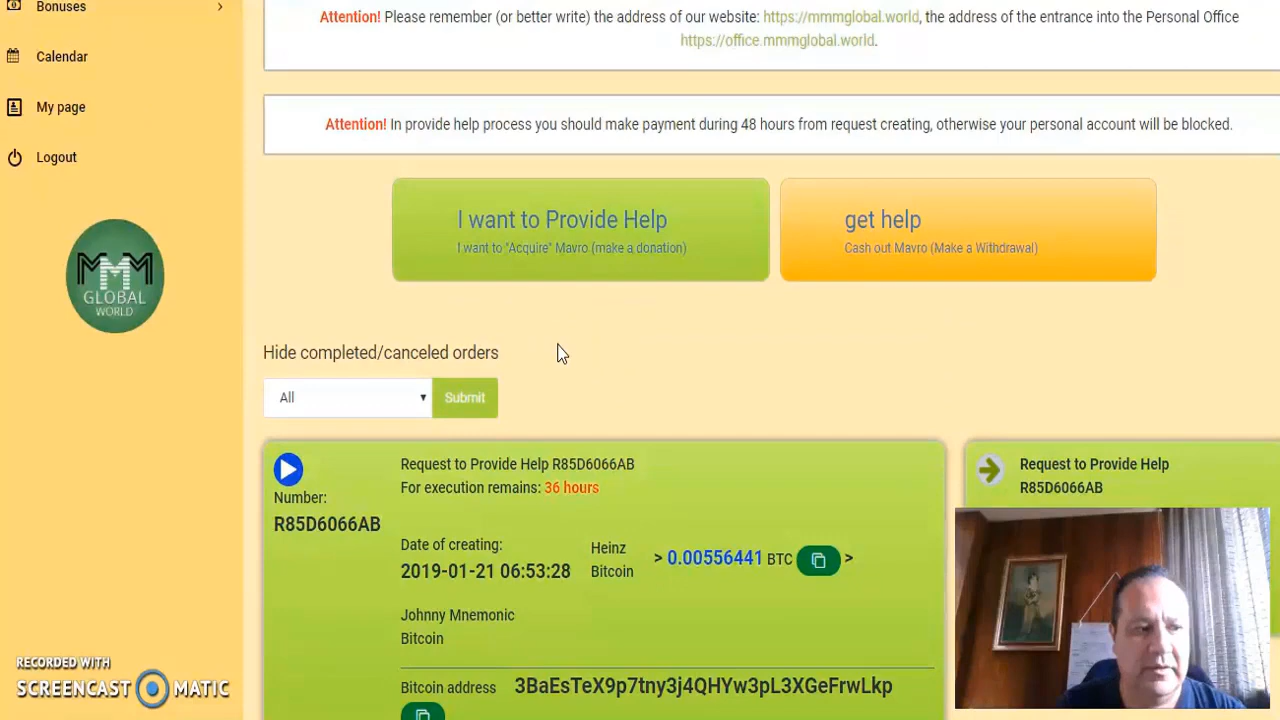 Bonuses
Calendar
My page
Logout
MMM
GLOBAL
WORLD
Attention! Please remember (or better write) the address of our website: https://mmmglobal.world, the address of the entrance into the Personal Office
https://office.mmmglobal.world.
Attention! In provide help process you should make payment during 48 hours from request creating, otherwise your personal account will be blocked.
I want to Provide Help
I want to "Acquire" Mavro (make a donation)
get help
Cash out Mavro (Make a Withdrawal)
Hide completed/canceled orders
All
Submit
Number:
R85D6066AB
Request to Provide Help R85D6066AB
For execution remains: 36 hours
Date of creating:
2019-01-21 06:53:28
Heinz
Bitcoin
> 0.00556441 BTC >
Johnny Mnemonic
Bitcoin
Bitcoin address 3BaEsTeX9p7tny3j4QHYw3pL3XGeFrwLkp
Request to Provide Help
R85D6066AB
RECORDED WITH
SCREENCAST O MATIC